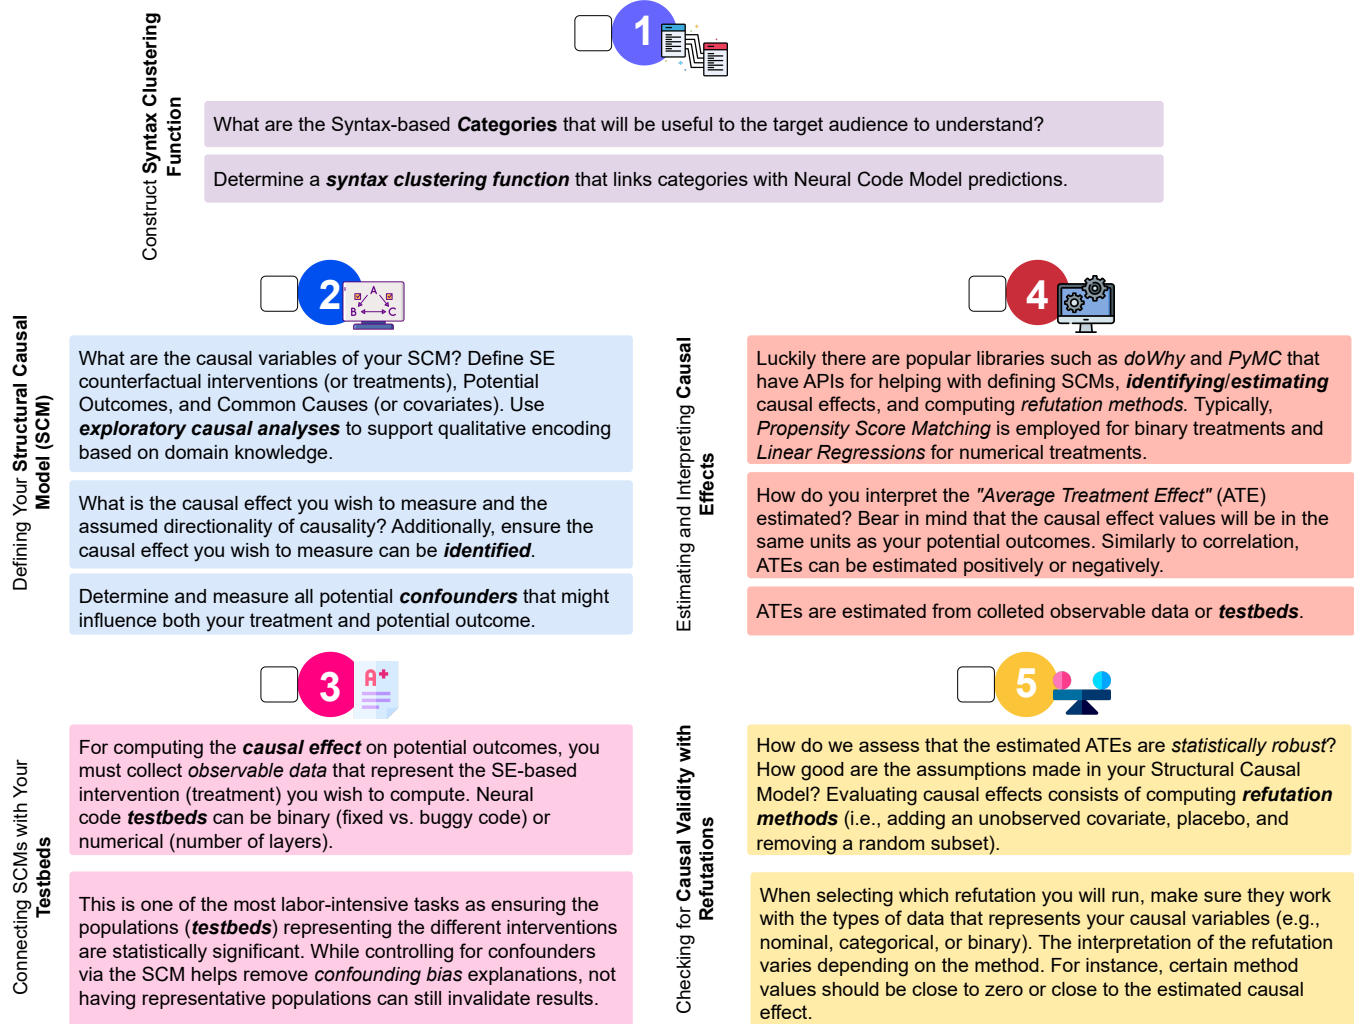 1
Construct Syntax Clustering
Function
What are the Syntax-based Categories that will be useful to the target audience to understand?
Determine a syntax clustering function that links categories with Neural Code Model predictions.
2
A
B
C
Defining Your Structural Causal
Model (SCM)
What are the causal variables of your SCM? Define SE
counterfactual interventions (or treatments), Potential
Outcomes, and Common Causes (or covariates). Use
exploratory causal analyses to support qualitative encoding
based on domain knowledge.
What is the causal effect you wish to measure and the
assumed directionality of causality? Additionally, ensure the
causal effect you wish to measure can be identified.
Determine and measure all potential confounders that might
influence both your treatment and potential outcome.
3
A+
Connecting SCMs with Your
Testbeds
For computing the causal effect on potential outcomes, you
must collect observable data that represent the SE-based
intervention (treatment) you wish to compute. Neural
code testbeds can be binary (fixed vs. buggy code) or
numerical (number of layers).
This is one of the most labor-intensive tasks as ensuring the
populations (testbeds) representing the different interventions
are statistically significant. While controlling for confounders
via the SCM helps remove confounding bias explanations, not
having representative populations can still invalidate results.
4
Estimating and Interpreting Causal
Effects
Luckily there are popular libraries such as doWhy and PyMC that
have APIs for helping with defining SCMs, identifying/estimating
causal effects, and computing refutation methods. Typically,
Propensity Score Matching is employed for binary treatments and
Linear Regressions for numerical treatments.
How do you interpret the "Average Treatment Effect" (ATE)
estimated? Bear in mind that the causal effect values will be in the
same units as your potential outcomes. Similarly to correlation,
ATEs can be estimated positively or negatively.
ATEs are estimated from colleted observable data or testbeds.
5
Checking for Causal Validity with
Refutations
How do we assess that the estimated ATEs are statistically robust?
How good are the assumptions made in your Structural Causal
Model? Evaluating causal effects consists of computing refutation
methods (i.e., adding an unobserved covariate, placebo, and
removing a random subset).
When selecting which refutation you will run, make sure they work
with the types of data that represents your causal variables (e.g.,
nominal, categorical, or binary). The interpretation of the refutation
varies depending on the method. For instance, certain method
values should be close to zero or close to the estimated causal
effect.